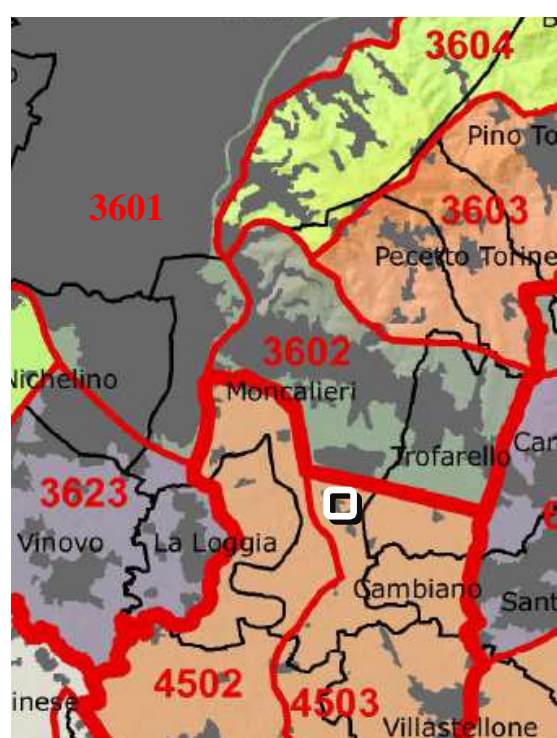 3604
Pino To
3601
3603
Pecetto Torine
3602
Nichelino
Moncalieri
Trofarello
Car
3623
Vinovo
La Loggia
Cambiano
Sant
4502
inese
4503
Villastellone